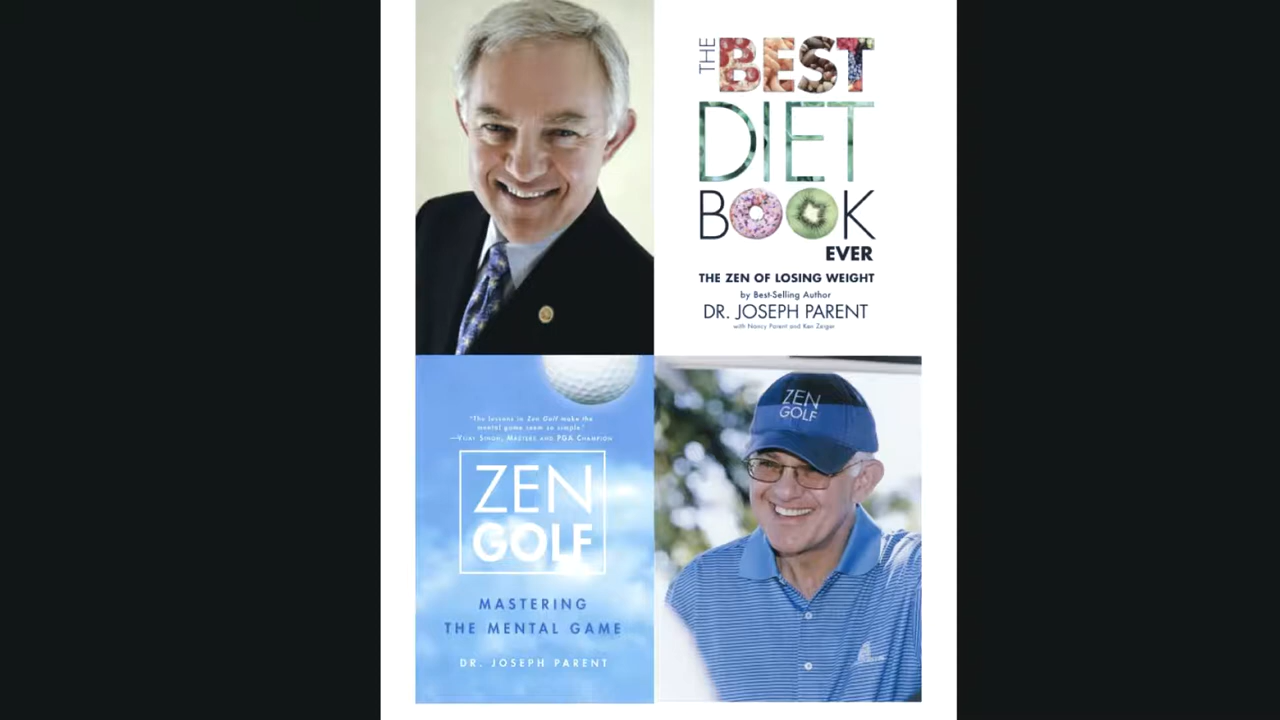 THE BEST
DIET
BOOK
EVER
THE ZEN OF LOSING WEIGHT
by Best-Selling Author
DR. JOSEPH PARENT
with Nancy Parent and Ken Zeiger
"The lessons in Zen Golf make the
mental game seem so simple."
—Vijay Singh, Masters and PGA Champion
ZEN
GOLF
MASTERING
THE MENTAL GAME
DR. JOSEPH PARENT
ZEN
GOLF